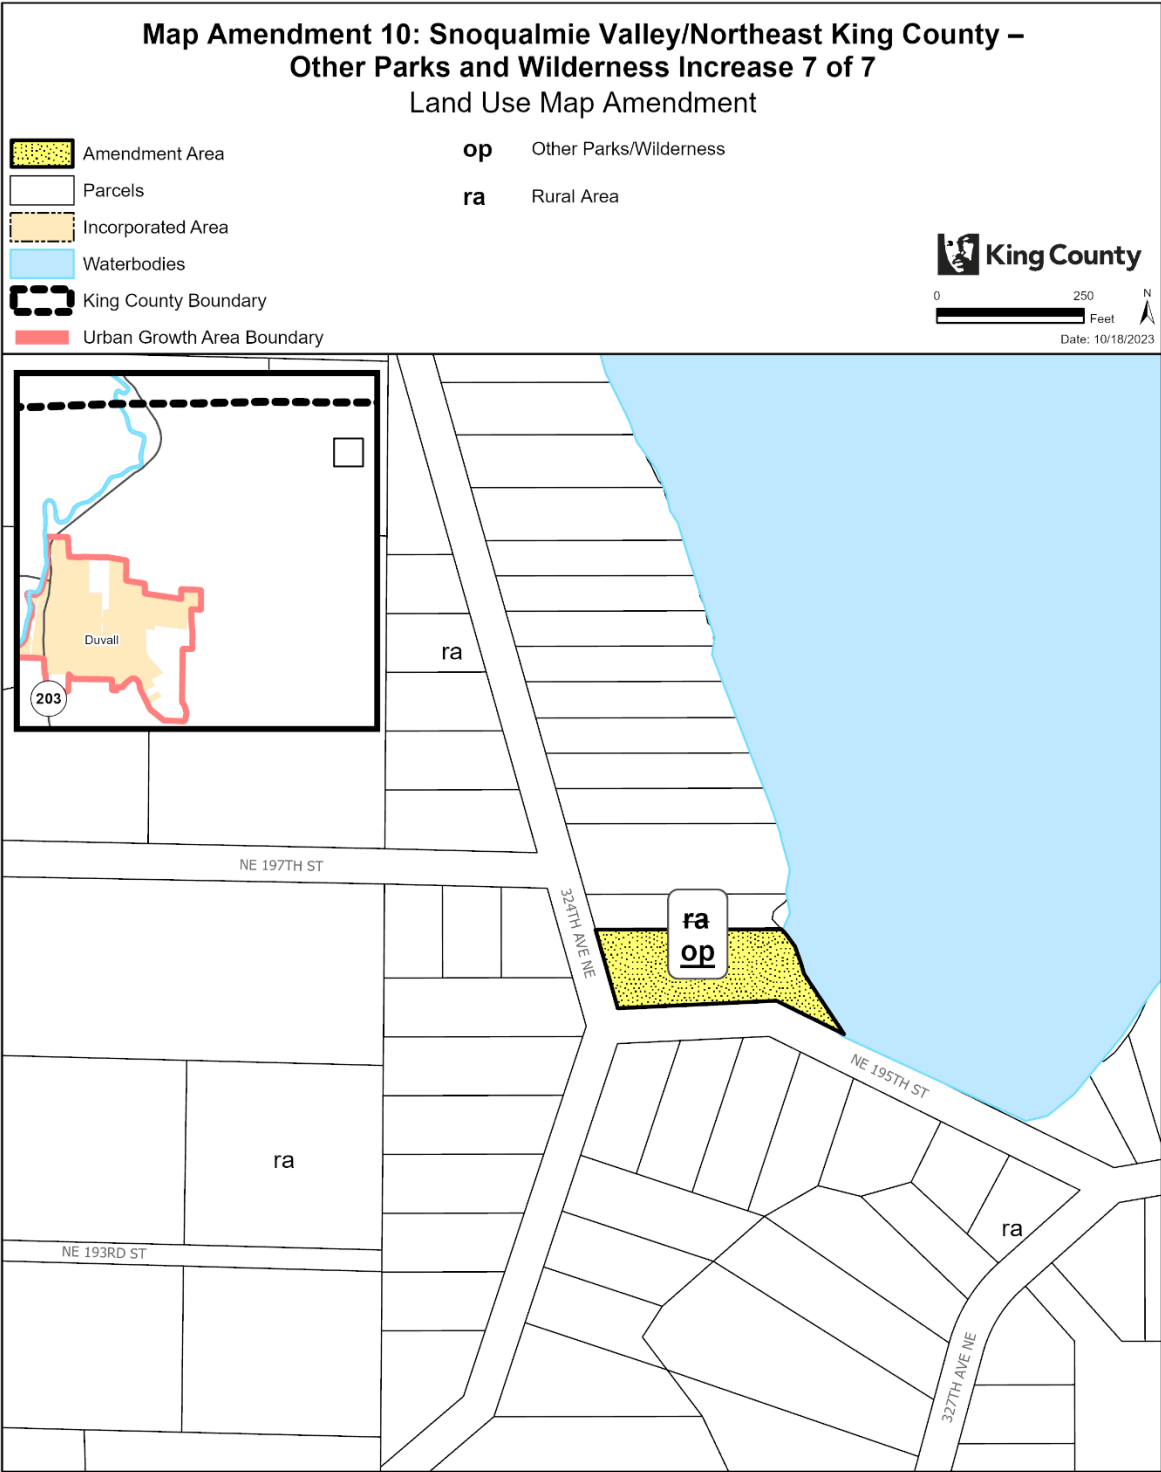 Map Amendment 10: Snoqualmie Valley/Northeast King County –
Other Parks and Wilderness Increase 7 of 7
Land Use Map Amendment
Amendment Area
Parcels
Incorporated Area
Waterbodies
King County Boundary
Urban Growth Area Boundary
op Other Parks/Wilderness
ra Rural Area
King County
0 250
Feet
N
Date: 10/18/2023
Duvall
203
ra
NE 197TH ST
324TH AVE NE
ra
op
NE 195TH ST
ra
ra
NE 193RD ST
327TH AVE NE